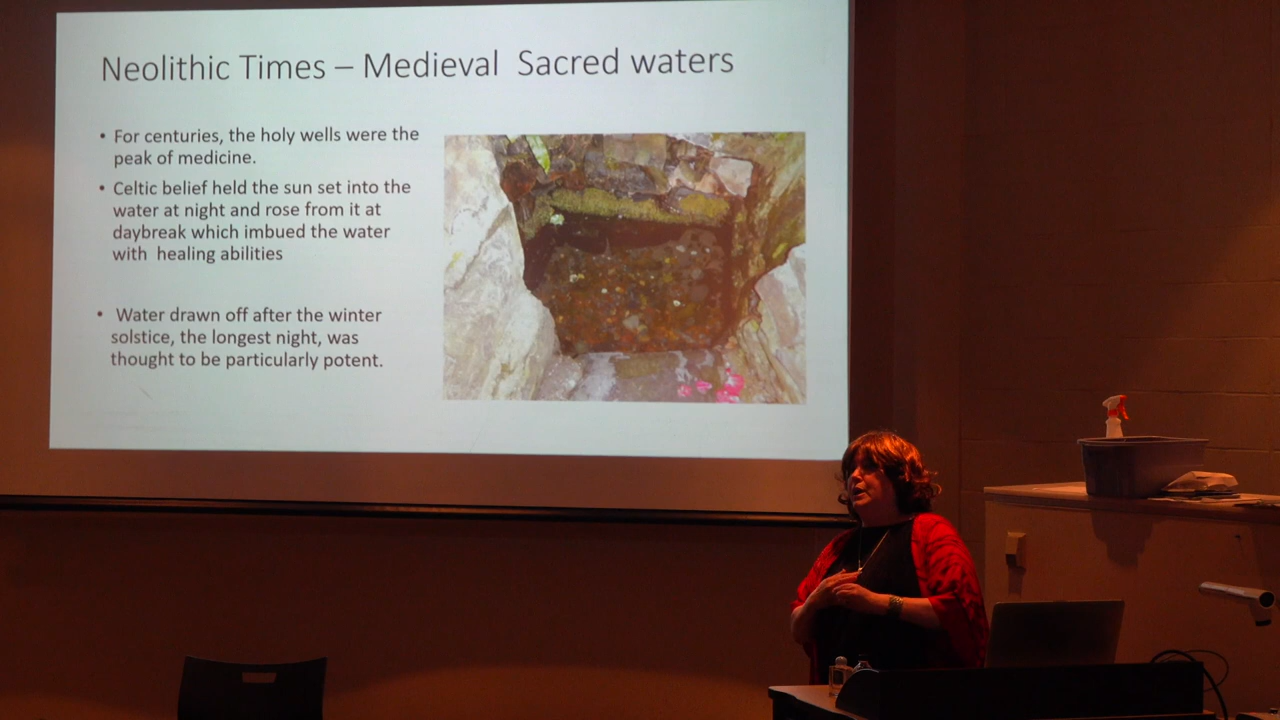 Neolithic Times – Medieval  Sacred waters
• For centuries, the holy wells were the
peak of medicine.
• Celtic belief held the sun set into the
water at night and rose from it at
daybreak which imbued the water
with  healing abilities
•  Water drawn off after the winter
solstice, the longest night, was
thought to be particularly potent.